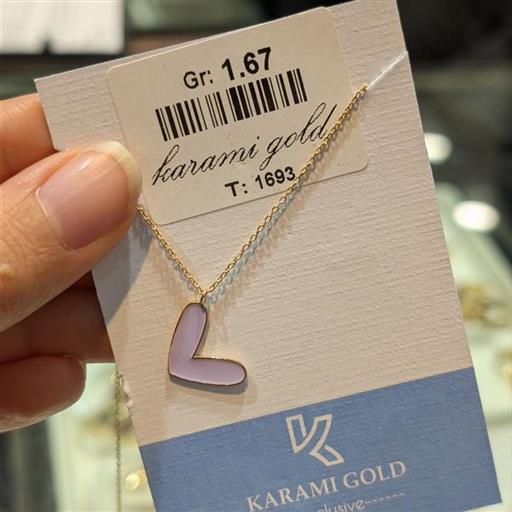 Gr: 1.67
karami gold
T: 1693
KARAMI GOLD